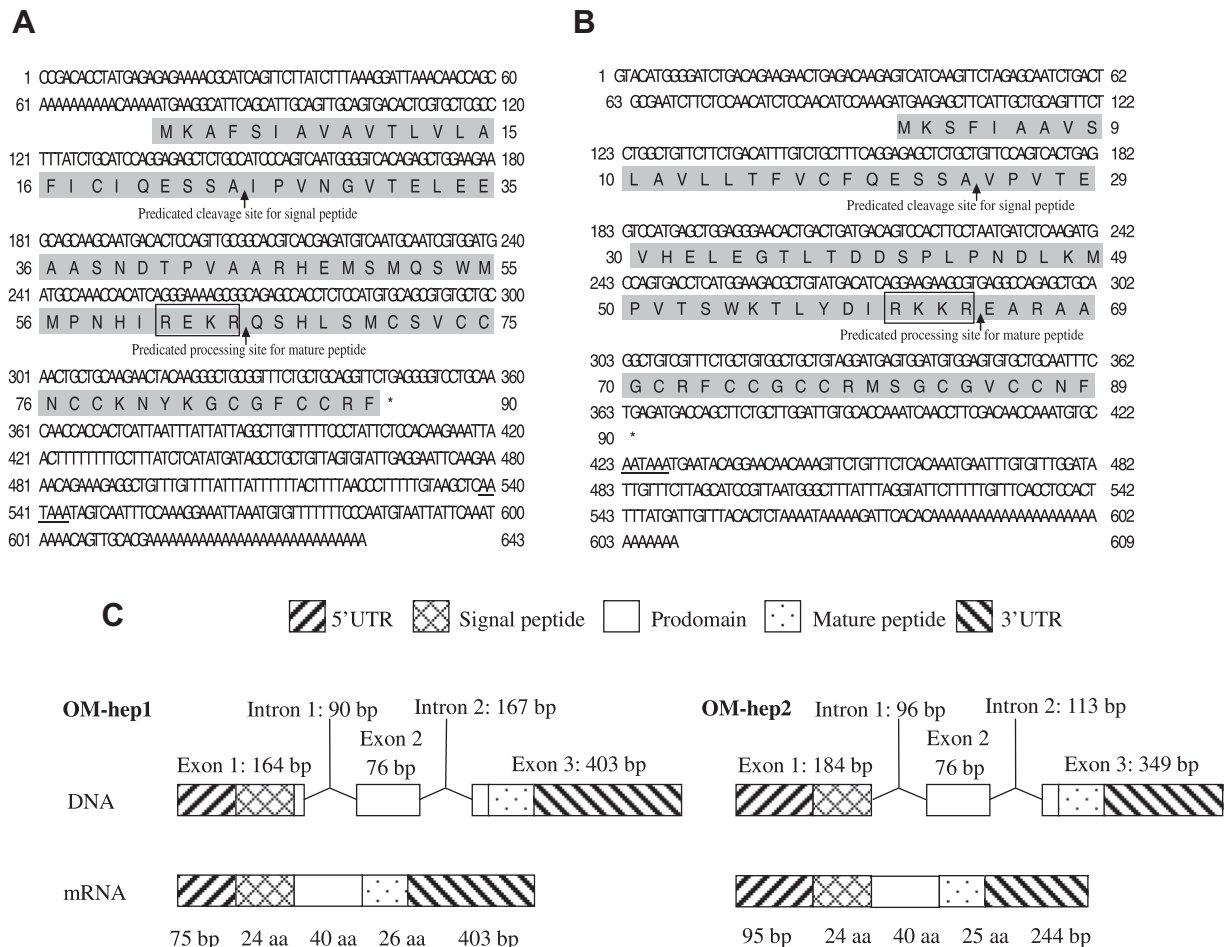 A
1 CCGACACCTATGAGAGAGAAAACGCATCAGTTCTTATCTTTAAAGGATTAAACAACCAGC 60
61 AAAAAAAAAACAAAAATGAAGGCATTCAGCATTGCAGTTGCAGTGACACTCGTGCTCGCC 120
M K A F S I A V A V T L V L A 15
121 TTTATCTGCATCCAGGAGAGCTCTGCCATCCCAGTCAATGGGGTCACAGAGCTGGAAGAA 180
16 F I C I Q E S S A I P V N G V T E L E E 35
Predicated cleavage site for signal peptide
181 GCAGCAAGCAATGACACTCCAGTTGCGGCACGTCACGAGATGTCAATGCAATCGTGGATG 240
36 A A S N D T P V A A R H E M S M Q S W M 55
241 ATGCCAAACCACATCAGGGAAAAGCGCCAGAGCCACCTCTCCATGTGCAGCGTGTGCTGC 300
56 M P N H I R E K R Q S H L S M C S V C C 75
Predicated processing site for mature peptide
301 AACTGCTGCAAGAACTACAAGGGCTGCGGTTTCTGCTGCAGGTTCTGAGGGGTCCTGCAA 360
76 N C C K N Y K G C G F C C R F * 90
361 CAACCACCACTCATTAATTTATTATTAGGCTTGTTTTTCCCTATTCTCCACAAGAAATTA 420
421 ACTTTTTTTTCCTTTATCTCATATGATAGCCTGCTGTTAGTGTATTGAGGAATTCAAGAA 480
481 AACAGAAAGAGGCTGTTTGTTTTATTTATTTTTTACTTTTAACCCTTTTTGTAAGCTCAA 540
541 TAAATAGTCAATTTCCAAAGGAAATTAAATGTGTTTTTTTCCCAATGTAATTATTCAAAT 600
601 AAAACAGTTGCACGAAAAAAAAAAAAAAAAAAAAAAAAAAAAA 643
B
1 GTACATGGGGATCTGACAGAAGAACTGAGACAAGAGTCATCAAGTTCTAGAGCAATCTGACT 62
63 GCGAATCTTCTCCAACATCTCCAACATCCAAAGATGAAGAGCTTCATTGCTGCAGTTTCT 122
M K S F I A A V S 9
123 CTGGCTGTTCTTCTGACATTTGTCTGCTTTCAGGAGAGCTCTGCTGTTCCAGTCACTGAG 182
10 L A V L L T F V C F Q E S S A V P V T E 29
Predicated cleavage site for signal peptide
183 GTCCATGAGCTGGAGGGAACACTGACTGATGACAGTCCACTTCCTAATGATCTCAAGATG 242
30 V H E L E G T L T D D S P L P N D L K M 49
243 CCAGTGACCTCATGGAAGACGCTGTATGACATCAGGAAGAAGCGTGAAGCCAGAGCTGCA 302
50 P V T S W K T L Y D I R K K R E A R A A 69
Predicated processing site for mature peptide
303 GGCTGTCGTTTCTGCTGTGGCTGCTGTAGGATGAGTGGATGTGGAGTGTGCTGCAATTTC 362
70 G C R F C C G C C R M S G C G V C C N F 89
363 TGAGATGACCAGCTTCTGCTTGGATTGTGCACCAAATCAACCTTCGACAACCAAATGTGC 422
90 *
423 AATAAATGAATACAGGAACAACAAAGTTCTGTTTCTCACAAATGAATTTGTGTTTGGATA 482
483 TTGTTTCTTAGCATCCGTTAATGGGCTTTATTTAGGTATTCTTTTTGTTTCACCTCCACT 542
543 TTTATGATTGTTTACACTCTAAAATAAAAAGATTCACACAAAAAAAAAAAAAAAAAAAAA 602
603 AAAAAAA 609
C
5'UTR Signal peptide Prodomain Mature peptide 3'UTR
OM-hep1 Intron 1: 90 bp Intron 2: 167 bp
Exon 2
Exon 1: 164 bp 76 bp Exon 3: 403 bp
OM-hep2 Intron 1: 96 bp Intron 2: 113 bp
Exon 2
Exon 1: 184 bp 76 bp Exon 3: 349 bp
DNA
mRNA
75 bp 24 aa 40 aa 26 aa 403 bp
95 bp 24 aa 40 aa 25 aa 244 bp